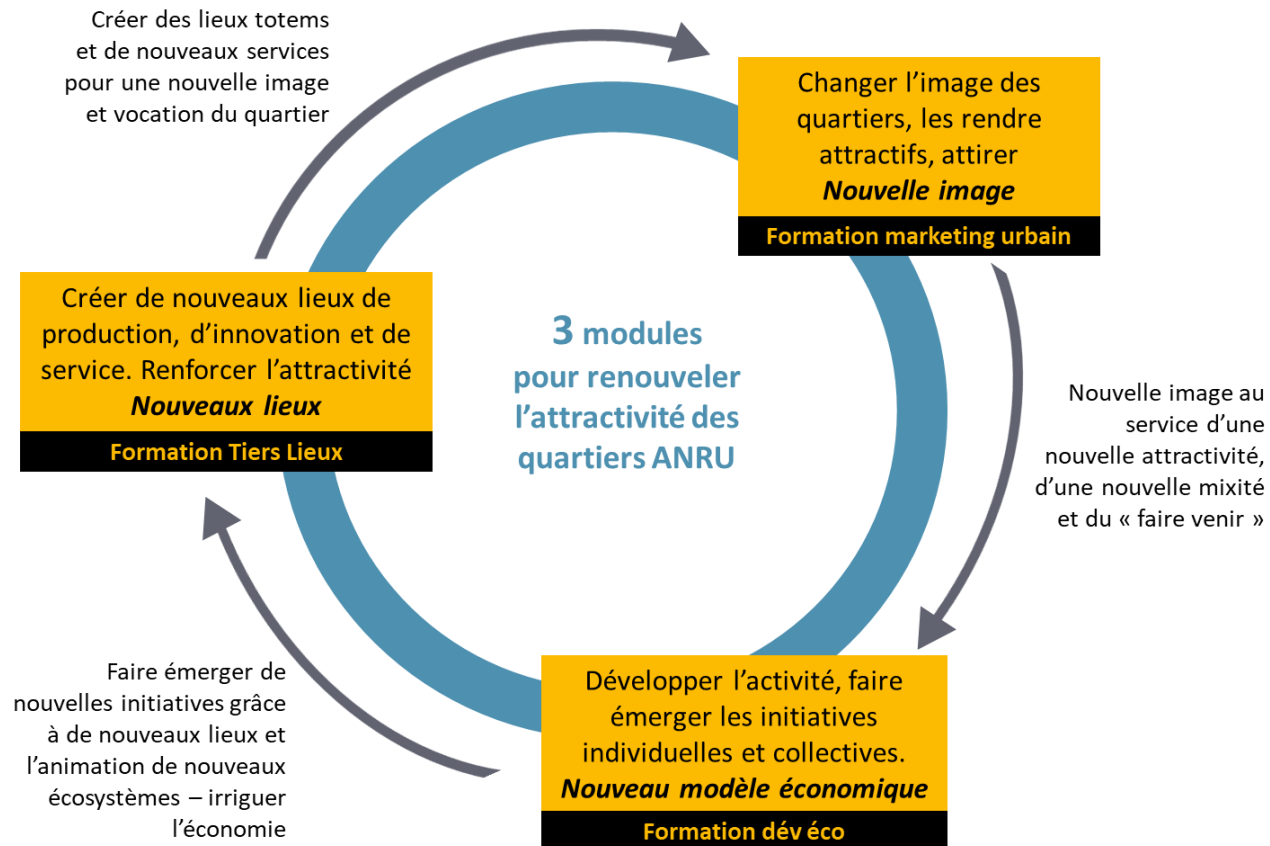 Créer des lieux totems
et de nouveaux services
pour une nouvelle image
et vocation du quartier
Changer l’image des
quartiers, les rendre
attractifs, attirer
Nouvelle image
Formation marketing urbain
Créer de nouveaux lieux de
production, d’innovation et de
service. Renforcer l’attractivité
Nouveaux lieux
Formation Tiers Lieux
3 modules
pour renouveler
l’attractivité des
quartiers ANRU
Nouvelle image au
service d’une
nouvelle attractivité,
d’une nouvelle mixité
et du « faire venir »
Faire émerger de
nouvelles initiatives grâce
à de nouveaux lieux et
l’animation de nouveaux
écosystèmes – irriguer
l’économie
Développer l’activité, faire
émerger les initiatives
individuelles et collectives.
Nouveau modèle économique
Formation dév éco